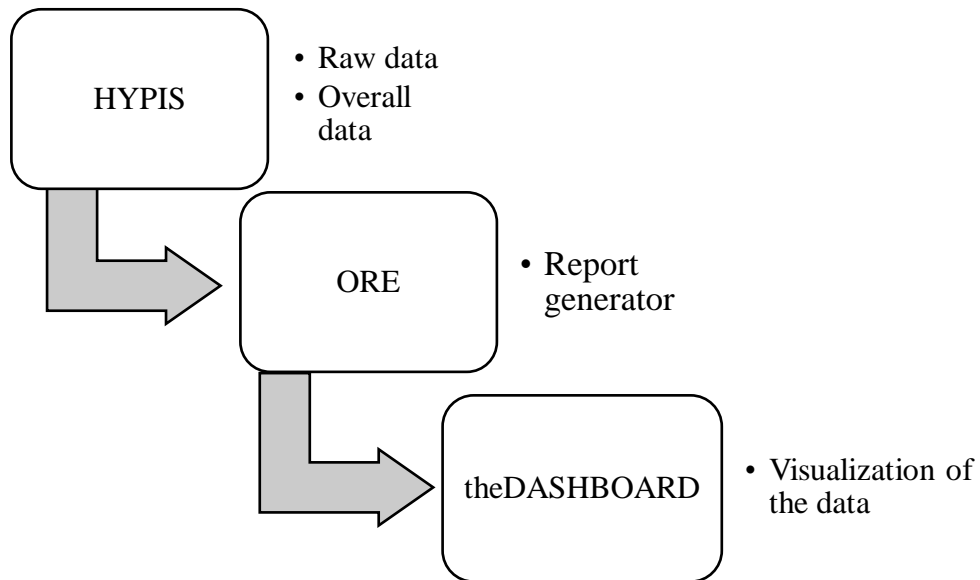 HYPIS
• Raw data
• Overall
data
ORE
• Report
generator
theDASHBOARD
• Visualization of
the data